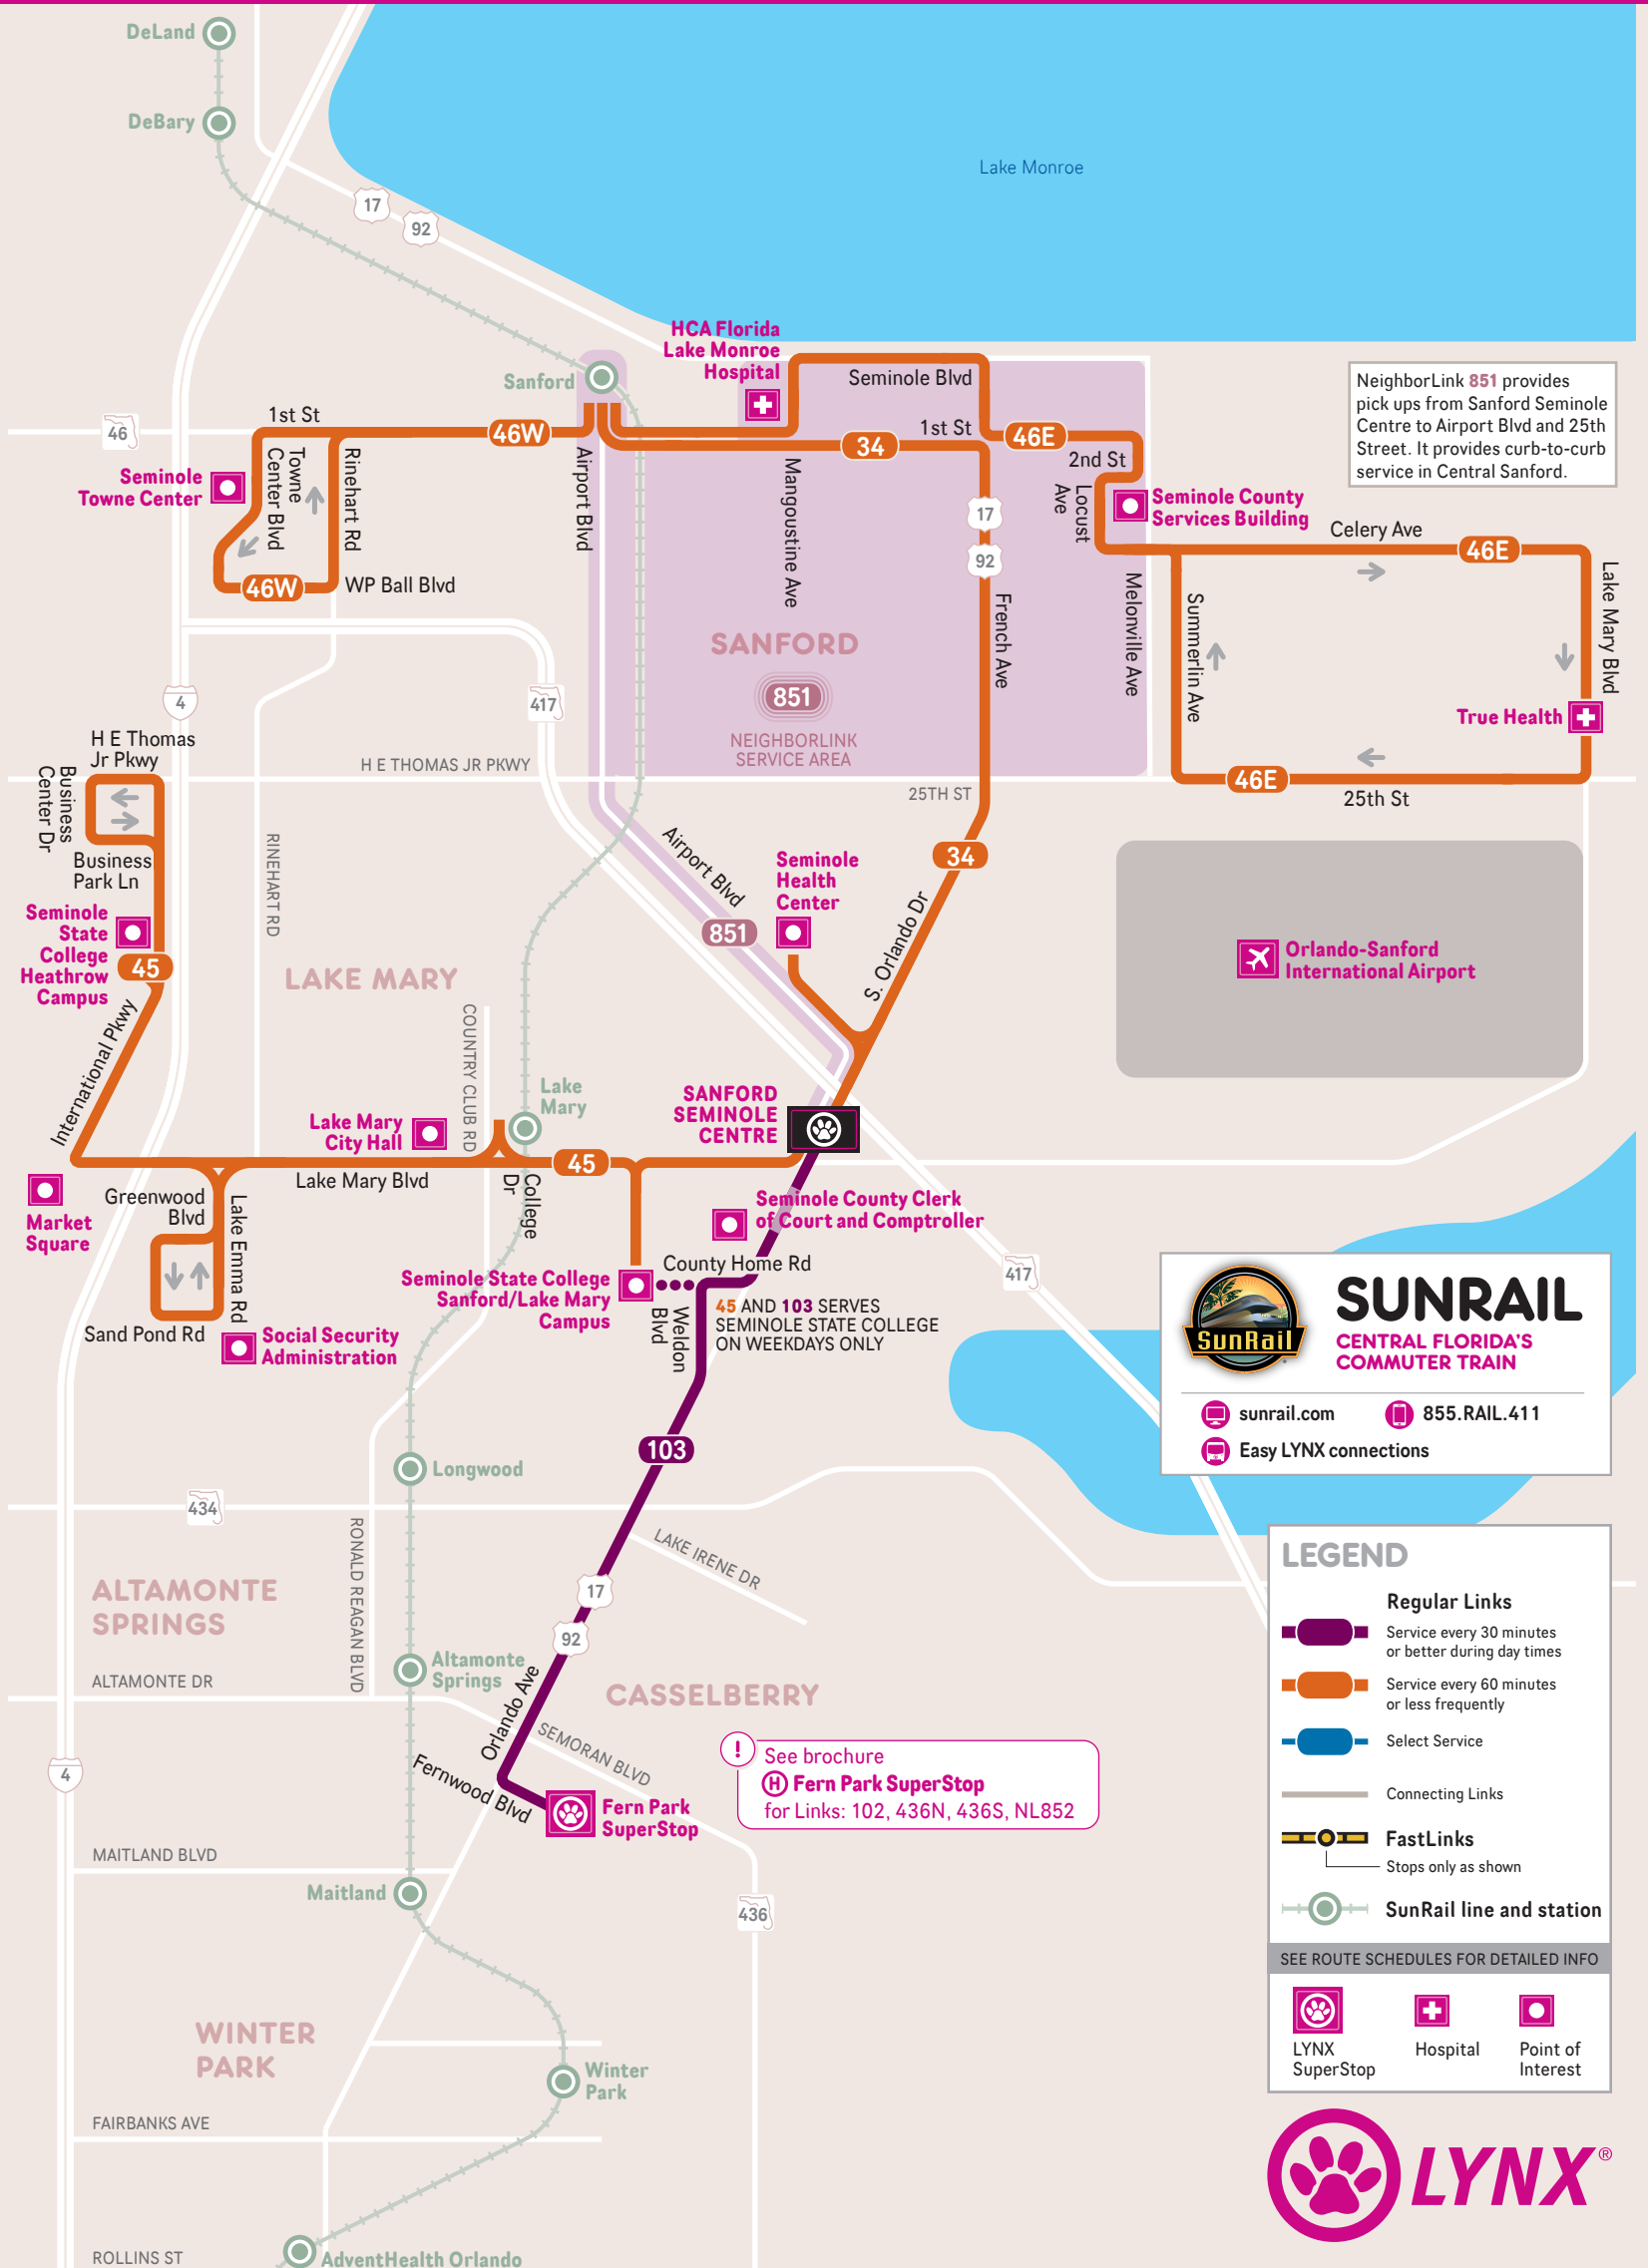 DeLand
DeBary
17
92
Lake Monroe
HCA Florida
Lake Monroe
Hospital
Sanford
Seminole Blvd
NeighborLink 851 provides
pick ups from Sanford Seminole
Centre to Airport Blvd and 25th
Street. It provides curb-to-curb
service in Central Sanford.
46
1st St
46W
34
1st St
46E
2nd St
Seminole
Towne Center
Towne
Center Blvd
Rinehart Rd
46W
WP Ball Blvd
Airport Blvd
Mangoustine Ave
17
92
French Ave
Locust
Ave
Seminole County
Services Building
Celery Ave
46E
Melonville Ave
Summerlin Ave
Lake Mary Blvd
True Health
46E
25th St
SANFORD
851
NEIGHBORLINK
SERVICE AREA
4
417
H E Thomas
Jr Pkwy
H E THOMAS JR PKWY
25TH ST
Business
Center Dr
Business
Park Ln
RINEHART RD
Seminole
State
College
Heathrow
Campus
45
International Pkwy
LAKE MARY
COUNTRY CLUB RD
Airport Blvd
851
Seminole
Health
Center
34
S. Orlando Dr
Orlando-Sanford
International Airport
Lake
Mary
SANFORD
SEMINOLE
CENTRE
Lake Mary
City Hall
45
Lake Mary Blvd
College
Dr
Market
Square
Greenwood
Blvd
Lake Emma Rd
Sand Pond Rd
Social Security
Administration
Seminole County Clerk
of Court and Comptroller
County Home Rd
Seminole State College
Sanford/Lake Mary
Campus
Weldon
Blvd
45 AND 103 SERVES
SEMINOLE STATE COLLEGE
ON WEEKDAYS ONLY
417
SunRail
SUNRAIL
CENTRAL FLORIDA'S
COMMUTER TRAIN
sunrail.com
855.RAIL.411
Easy LYNX connections
103
Longwood
434
RONALD REAGAN BLVD
LAKE IRENE DR
17
92
ALTAMONTE
SPRINGS
ALTAMONTE DR
Altamonte
Springs
Orlando Ave
CASSELBERRY
SEMORAN BLVD
Fernwood Blvd
Fern Park
SuperStop
!
See brochure
H Fern Park SuperStop
for Links: 102, 436N, 436S, NL852
4
MAITLAND BLVD
Maitland
436
WINTER
PARK
Winter
Park
FAIRBANKS AVE
ROLLINS ST
AdventHealth Orlando
LEGEND
Regular Links
Service every 30 minutes
or better during day times
Service every 60 minutes
or less frequently
Select Service
Connecting Links
FastLinks
Stops only as shown
SunRail line and station
SEE ROUTE SCHEDULES FOR DETAILED INFO
LYNX
SuperStop
Hospital
Point of
Interest
LYNX®